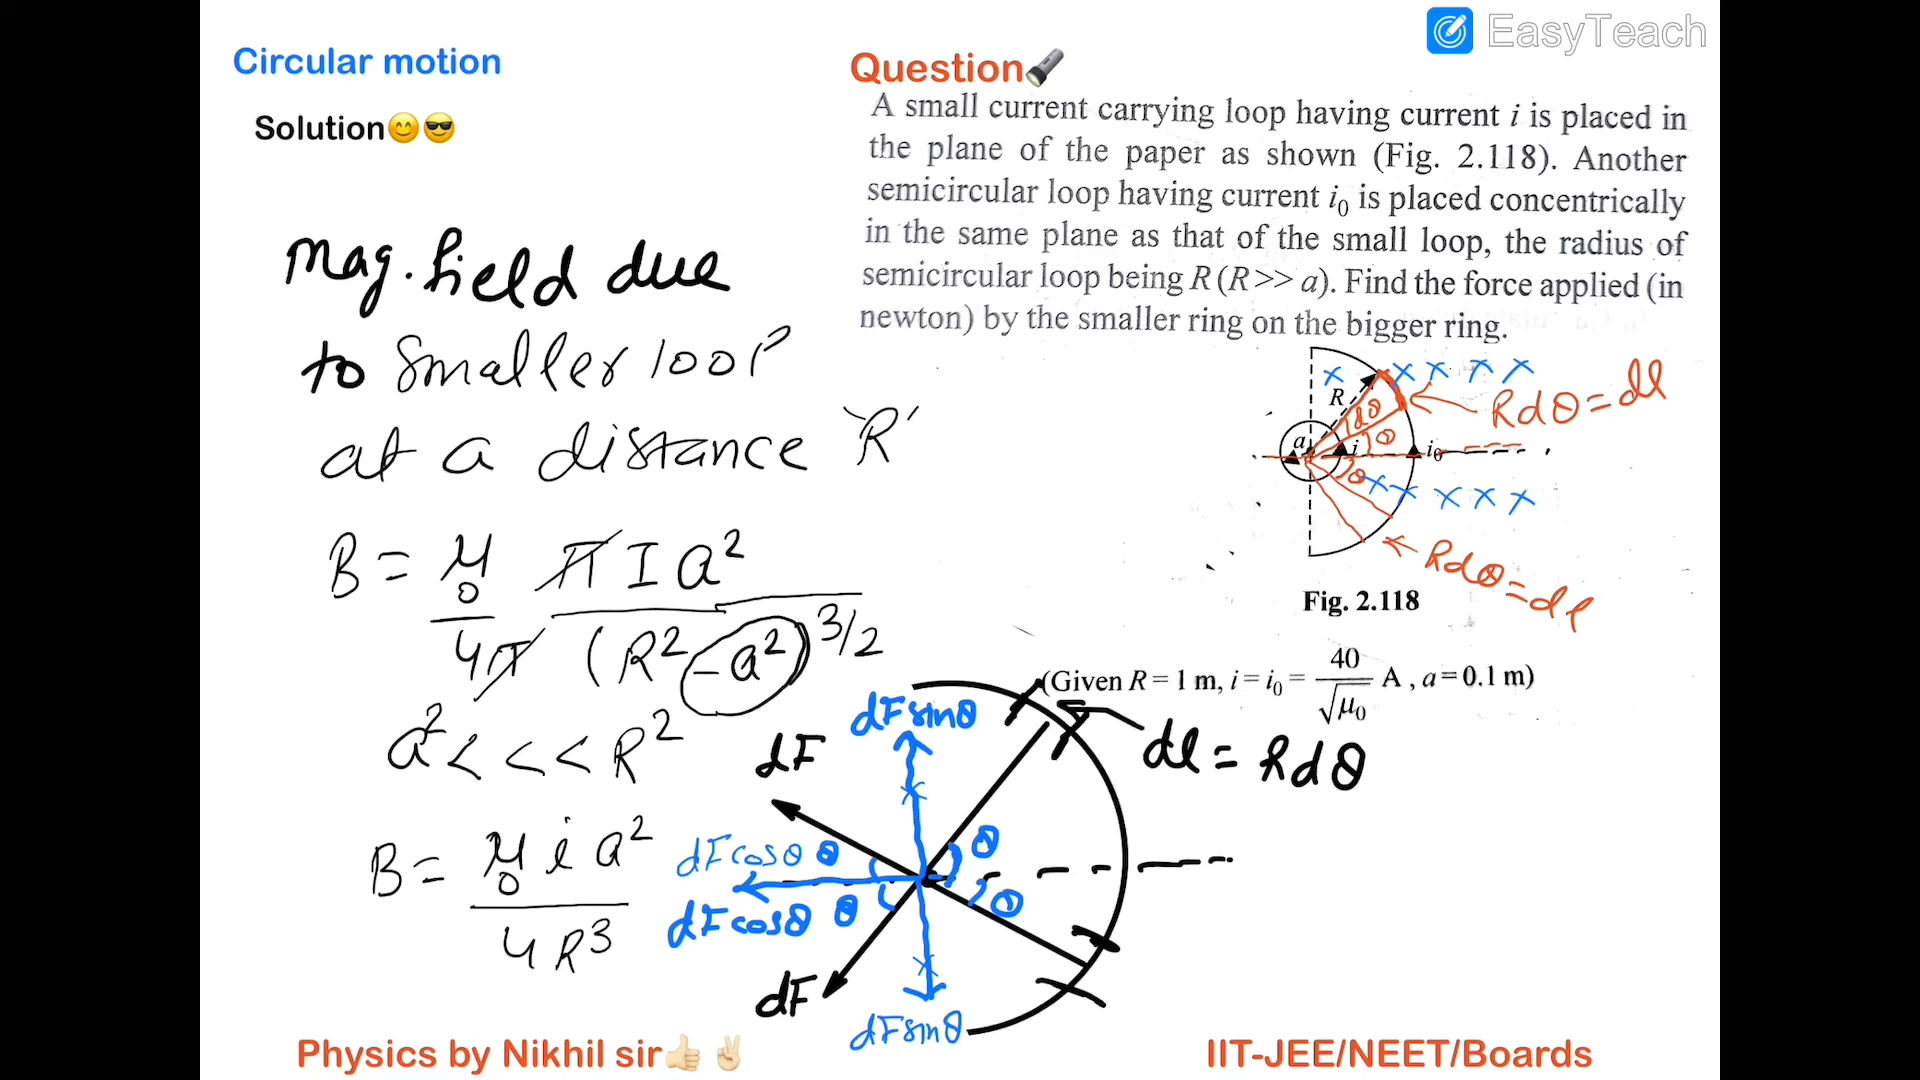 EasyTeach
Circular motion
Solution😊😎
Question🔦
A small current carrying loop having current i is placed in
the plane of the paper as shown (Fig. 2.118). Another
semicircular loop having current i₀ is placed concentrically
in the same plane as that of the small loop, the radius of
semicircular loop being R (R >> a). Find the force applied (in
newton) by the smaller ring on the bigger ring.
mag. field due
to smaller loop
at a distance 'R'
B = μ₀/4π πIa²/(R² - a²)^3/2
a² < < < R²
B = μ₀ i a²/4R³
x x x x x
R
dθ
θ
Rdθ = dl
a
i
i₀
θ
x x x x x
Rdθ = dl
Fig. 2.118
(Given R = 1 m, i = i₀ = 40/√μ₀ A , a = 0.1 m)
dF sinθ
dF
dl = Rdθ
dF cosθ θ
θ
dF cosθ θ
θ
dF
dF sinθ
Physics by Nikhil sir👍🏻✌🏻
IIT-JEE/NEET/Boards